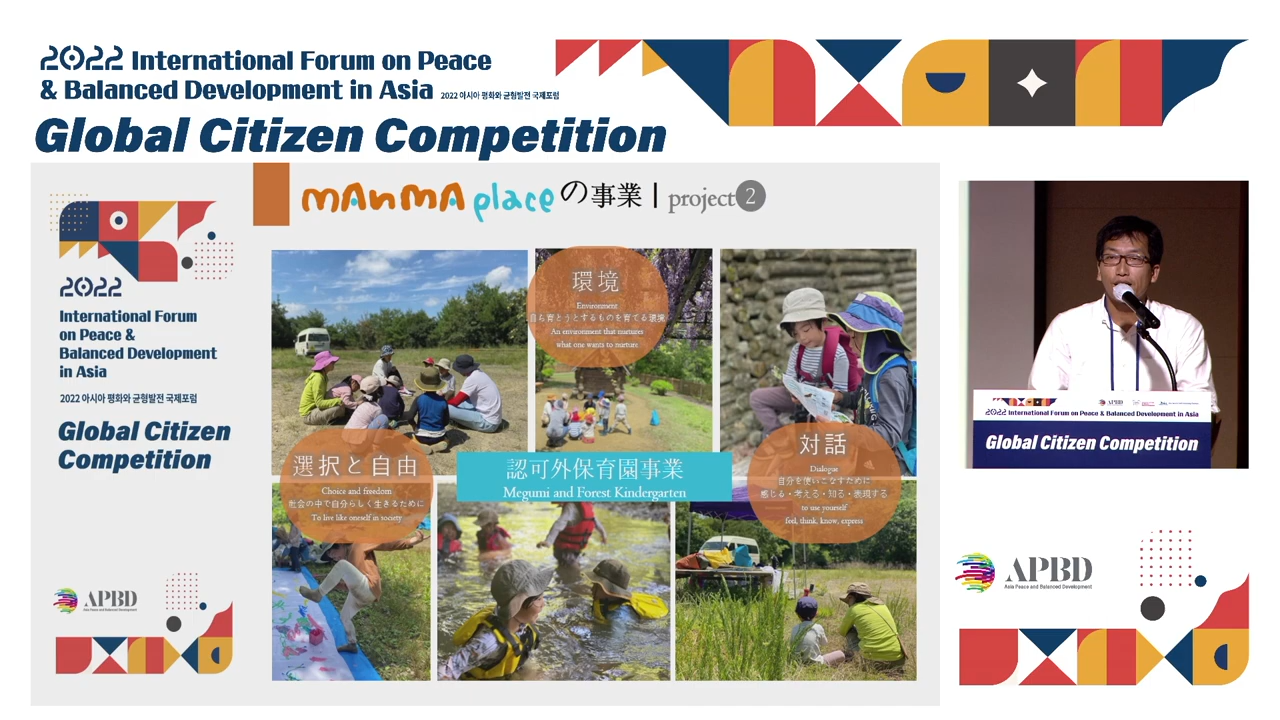 2022 International Forum on Peace
& Balanced Development in Asia 2022 아시아 평화와 균형발전 국제포럼
Global Citizen Competition
mAnmA placeの事業 | project 2
2022
International Forum
on Peace &
Balanced Development
in Asia
2022 아시아 평화와 균형발전 국제포럼
Global Citizen
Competition
APBD
Asia Peace and Balanced Development
環境
Environment
自ら育とうとするものを育てる環境
An environment that nurtures
what one wants to nurture
選択と自由
Choice and freedom
社会の中で自分らしく生きるために
To live like oneself in society
認可外保育園事業
Megumi and Forest Kindergarten
対話
Dialogue
自分を使いこなすために
感じる・考える・知る・表現する
to use yourself
feel, think, know, express
APBD
2022 International Forum on Peace & Balanced Development in Asia
Global Citizen Competition
APBD
Asia Peace and Balanced Development